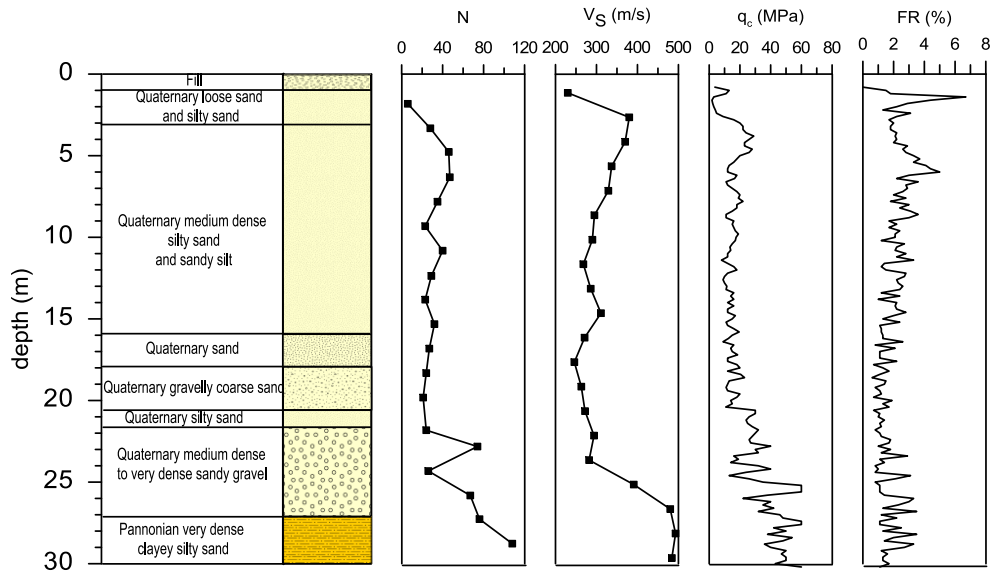 N
V_S (m/s)
q_c (MPa)
FR (%)
0 40 80 120
200 300 400 500
0 20 40 60 80
0 2 4 6 8
depth (m)
0
5
10
15
20
25
30
Fill
Quaternary loose sand
and silty sand
Quaternary medium dense
silty sand
and sandy silt
Quaternary sand
Quaternary gravelly coarse sand
Quaternary silty sand
Quaternary medium dense
to very dense sandy gravel
Pannonian very dense
clayey silty sand